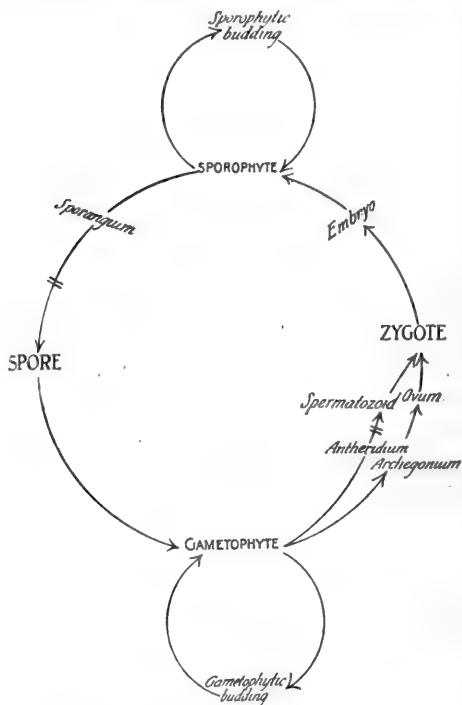 Sporophytic
budding
SPOROPHYTE
Sporangium
Embryo
ZYGOTE
SPORE
Spermatozoid
Ovum
Antheridium
Archegonium
GAMETOPHYTE
Gametophytic
budding